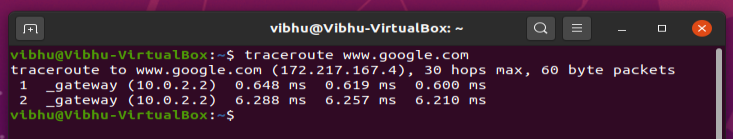 vibhu@Vibhu-VirtualBox: ~
vibhu@Vibhu-VirtualBox:~$ traceroute www.google.com
traceroute to www.google.com (172.217.167.4), 30 hops max, 60 byte packets
1 _gateway (10.0.2.2) 0.648 ms 0.619 ms 0.600 ms
2 _gateway (10.0.2.2) 6.288 ms 6.257 ms 6.210 ms
vibhu@Vibhu-VirtualBox:~$